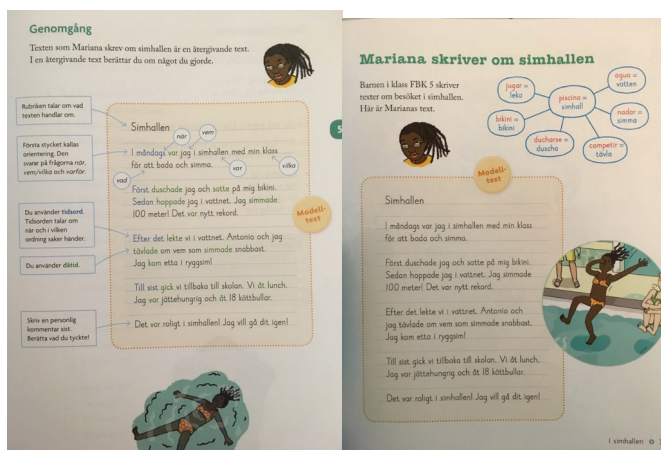 Genomgång
Texten som Mariana skrev om simhallen är en återgivande text.
I en återgivande text berättar du om något du gjorde.
Rubriken talar om vad
texten handlar om.
Första stycket kallas
orientering. Den
svarar på frågorna när,
vem/vilka och varför.
Du använder tidsord.
Tidsorden talar om
när och i vilken
ordning saker händer.
Du använder dåtid.
Skriv en personlig
kommentar sist.
Berätta vad du tyckte!
Simhallen
när
vem
I måndags var jag i simhallen med min klass
för att bada och simma.
vad
var
vilka
Först duschade jag och satte på mig bikini.
Sedan hoppade jag i vattnet. Jag simmade
100 meter! Det var nytt rekord.
Modell-
text
Efter det lekte vi i vattnet. Antonio och jag
tävlade om vem som simmade snabbast.
Jag kom etta i ryggsim!
Till sist gick vi tillbaka till skolan. Vi åt lunch.
Jag var jättehungrig och åt 18 köttbullar.
Det var roligt i simhallen! Jag vill gå dit igen!
5
Mariana skriver om simhallen
Barnen i klass FBK 5 skriver
texter om besöket i simhallen.
Här är Marianas text.
jugar =
leka
agua =
vatten
piscina =
simhall
bikini =
bikini
nadar =
simma
ducharse =
duscha
competir =
tävla
Modell-
text
Simhallen
I måndags var jag i simhallen med min klass
för att bada och simma.
Först duschade jag och satte på mig bikini.
Sedan hoppade jag i vattnet. Jag simmade
100 meter! Det var nytt rekord.
Efter det lekte vi i vattnet. Antonio och
jag tävlade om vem som simmade snabbast.
Jag kom etta i ryggsim!
Till sist gick vi tillbaka till skolan. Vi åt lunch.
Jag var jättehungrig och åt 18 köttbullar.
Det var roligt i simhallen! Jag vill gå dit igen!
I simhallen